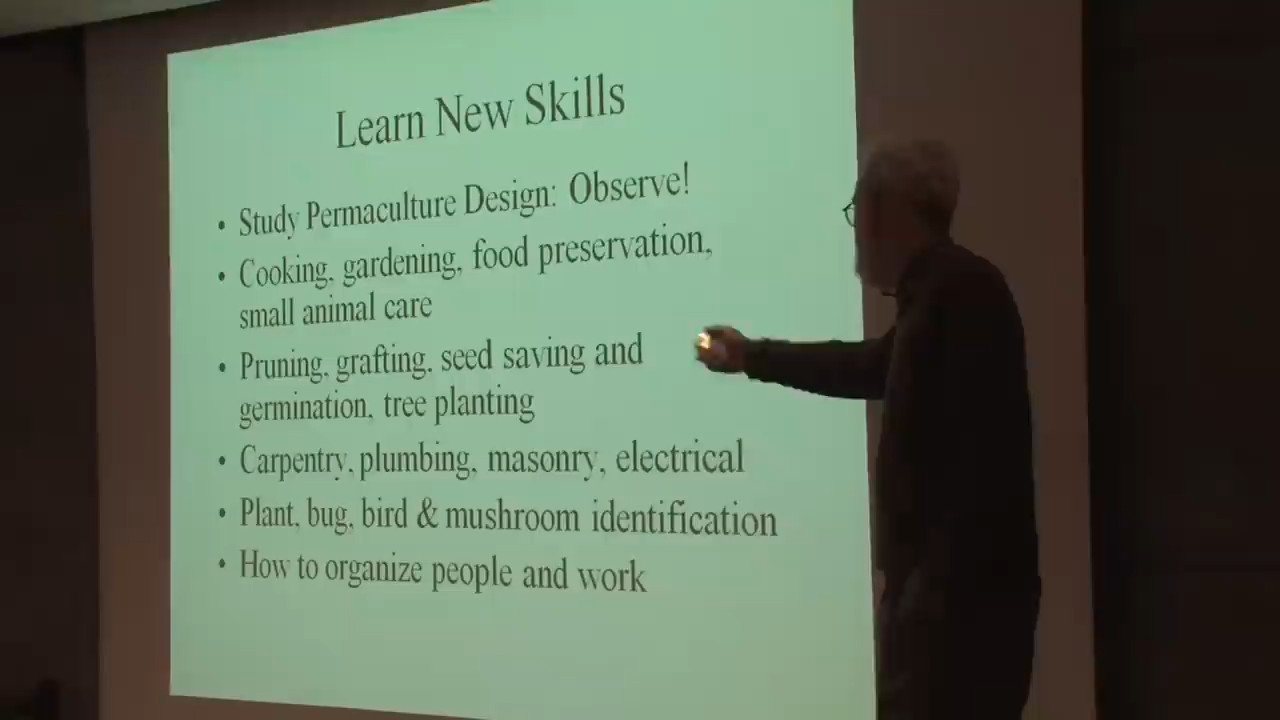 Learn New Skills
• Study Permaculture Design: Observe!
• Cooking, gardening, food preservation,
small animal care
• Pruning, grafting, seed saving and
germination, tree planting
• Carpentry, plumbing, masonry, electrical
• Plant, bug, bird & mushroom identification
• How to organize people and work